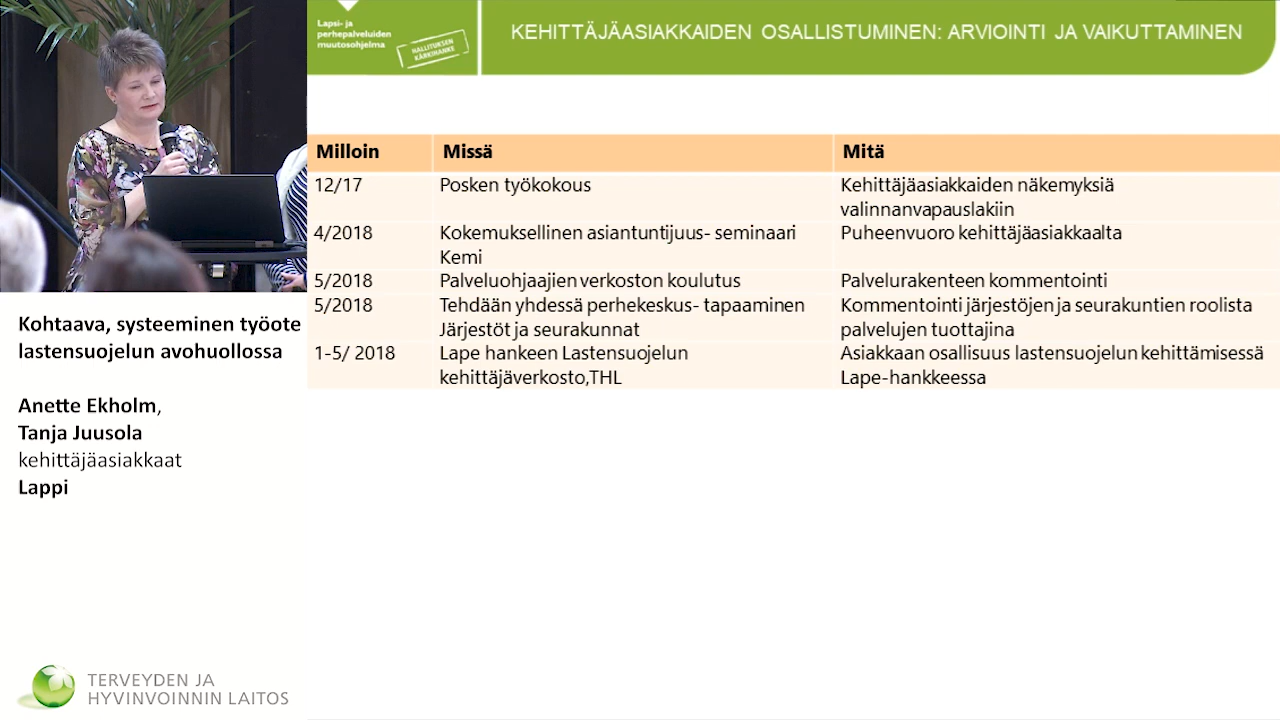 Lapsi- ja
perhepalveluiden
muutosohjelma
HALLITUKSEN
KÄRKIHANKE
KEHITTÄJÄASIAKKAIDEN OSALLISTUMINEN: ARVIOINTI JA VAIKUTTAMINEN
Milloin Missä Mitä
12/17 Posken työkokous Kehittäjäasiakkaiden näkemyksiä
valinnanvapauslakiin
4/2018 Kokemuksellinen asiantuntijuus- seminaari Puheenvuoro kehittäjäasiakkaalta
Kemi
5/2018 Palveluohjaajien verkoston koulutus Palvelurakenteen kommentointi
5/2018 Tehdään yhdessä perhekeskus- tapaaminen Kommentointi järjestöjen ja seurakuntien roolista
Järjestöt ja seurakunnat palvelujen tuottajina
1-5/ 2018 Lape hankeen Lastensuojelun Asiakkaan osallisuus lastensuojelun kehittämisessä
kehittäjäverkosto,THL Lape-hankkeessa
Kohtaava, systeeminen työote
lastensuojelun avohuollossa
Anette Ekholm,
Tanja Juusola
kehittäjäasiakkaat
Lappi
TERVEYDEN JA
HYVINVOINNIN LAITOS